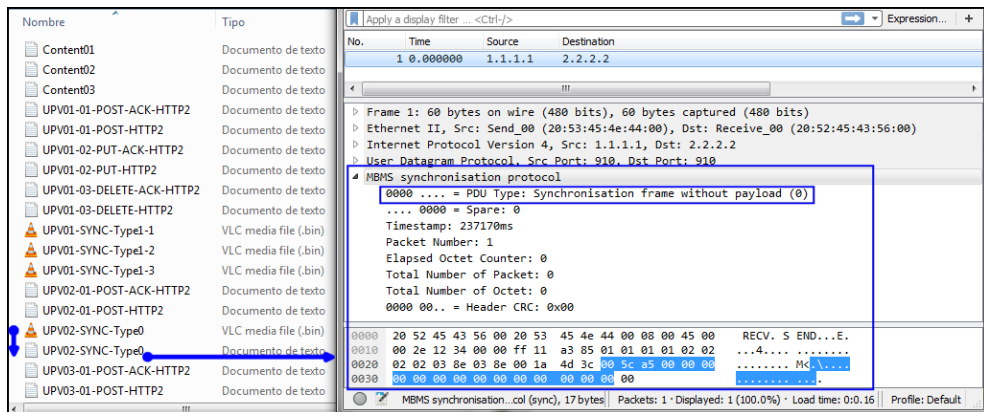 Nombre Tipo
Content01 Documento de texto
Content02 Documento de texto
Content03 Documento de texto
UPV01-01-POST-ACK-HTTP2 Documento de texto
UPV01-01-POST-HTTP2 Documento de texto
UPV01-02-PUT-ACK-HTTP2 Documento de texto
UPV01-02-PUT-HTTP2 Documento de texto
UPV01-03-DELETE-ACK-HTTP2 Documento de texto
UPV01-03-DELETE-HTTP2 Documento de texto
UPV01-SYNC-Type1-1 VLC media file (.bin)
UPV01-SYNC-Type1-2 VLC media file (.bin)
UPV01-SYNC-Type1-3 VLC media file (.bin)
UPV02-01-POST-ACK-HTTP2 Documento de texto
UPV02-01-POST-HTTP2 Documento de texto
UPV02-SYNC-Type0 VLC media file (.bin)
UPV02-SYNC-Type0 Documento de texto
UPV03-01-POST-ACK-HTTP2 Documento de texto
UPV03-01-POST-HTTP2 Documento de texto
Apply a display filter ... <Ctrl-/> Expression... +
No. Time Source Destination
1 0.000000 1.1.1.1 2.2.2.2
Frame 1: 60 bytes on wire (480 bits), 60 bytes captured (480 bits)
Ethernet II, Src: Send_00 (20:53:45:4e:44:00), Dst: Receive_00 (20:52:45:43:56:00)
Internet Protocol Version 4, Src: 1.1.1.1, Dst: 2.2.2.2
User Datagram Protocol, Src Port: 910, Dst Port: 910
MBMS synchronisation protocol
0000 .... = PDU Type: Synchronisation frame without payload (0)
.... 0000 = Spare: 0
Timestamp: 237170ms
Packet Number: 1
Elapsed Octet Counter: 0
Total Number of Packet: 0
Total Number of Octet: 0
0000 00.. = Header CRC: 0x00
0000 20 52 45 43 56 00 20 53 45 4e 44 00 08 00 45 00 RECV. S END...E.
0010 00 2e 12 34 00 00 ff 11 a3 85 01 01 01 01 02 02 ...4.... ........
0020 02 02 03 8e 03 8e 00 1a 4d 3c 00 5c a5 00 00 00 ........ M<.\....
0030 00 00 00 00 00 00 00 00 00 00 00 00 ........ ....
MBMS synchronisation...col (sync), 17 bytes Packets: 1 · Displayed: 1 (100.0%) · Load time: 0:0.16 Profile: Default